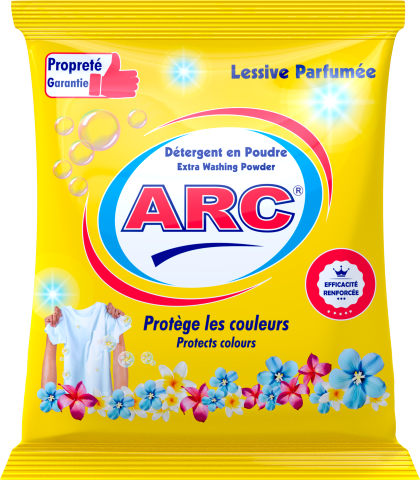 Propreté
Garantie
Lessive Parfumée
Détergent en Poudre
Extra Washing Powder
ARC®
EFFICACITÉ
RENFORCÉE
Protège les couleurs
Protects colours